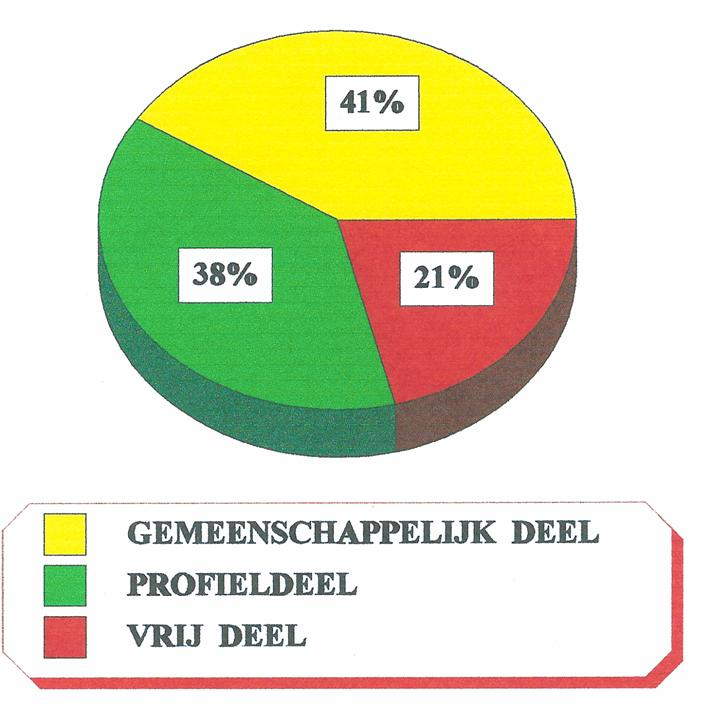 41%
38%
21%
GEMEENSCHAPPELIJK DEEL
PROFIELDEEL
VRIJ DEEL